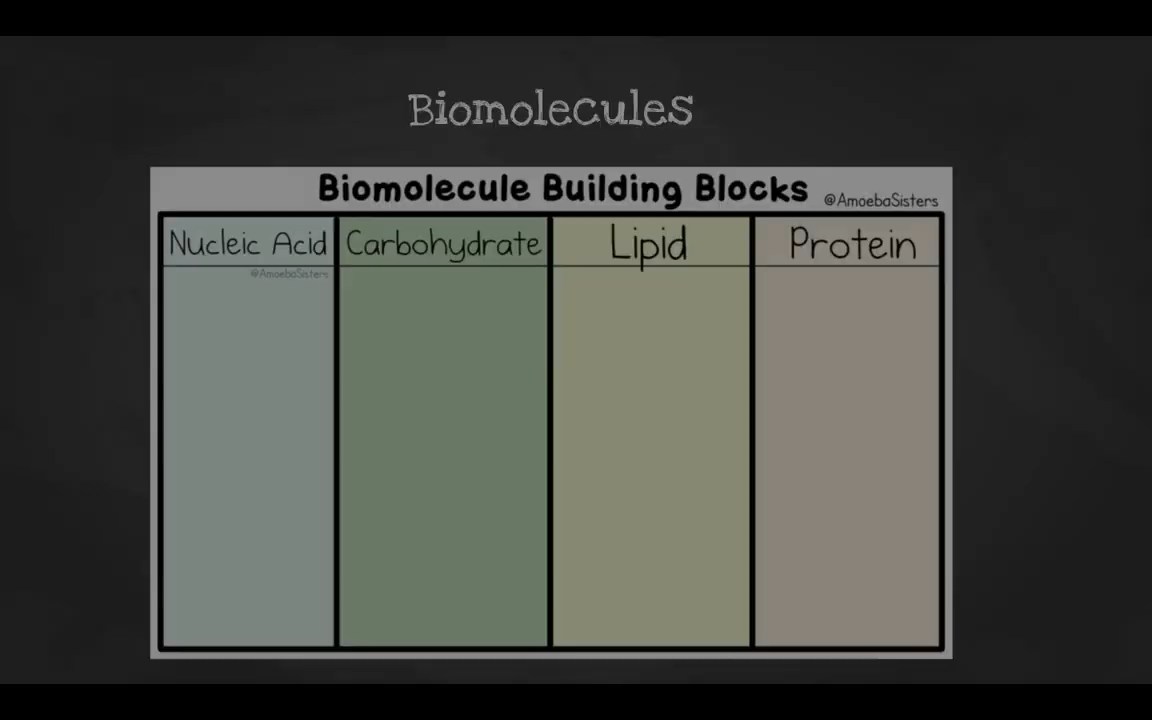 Biomolecules
Biomolecule Building Blocks @AmoebaSisters
Nucleic Acid Carbohydrate Lipid Protein
@AmoebaSisters